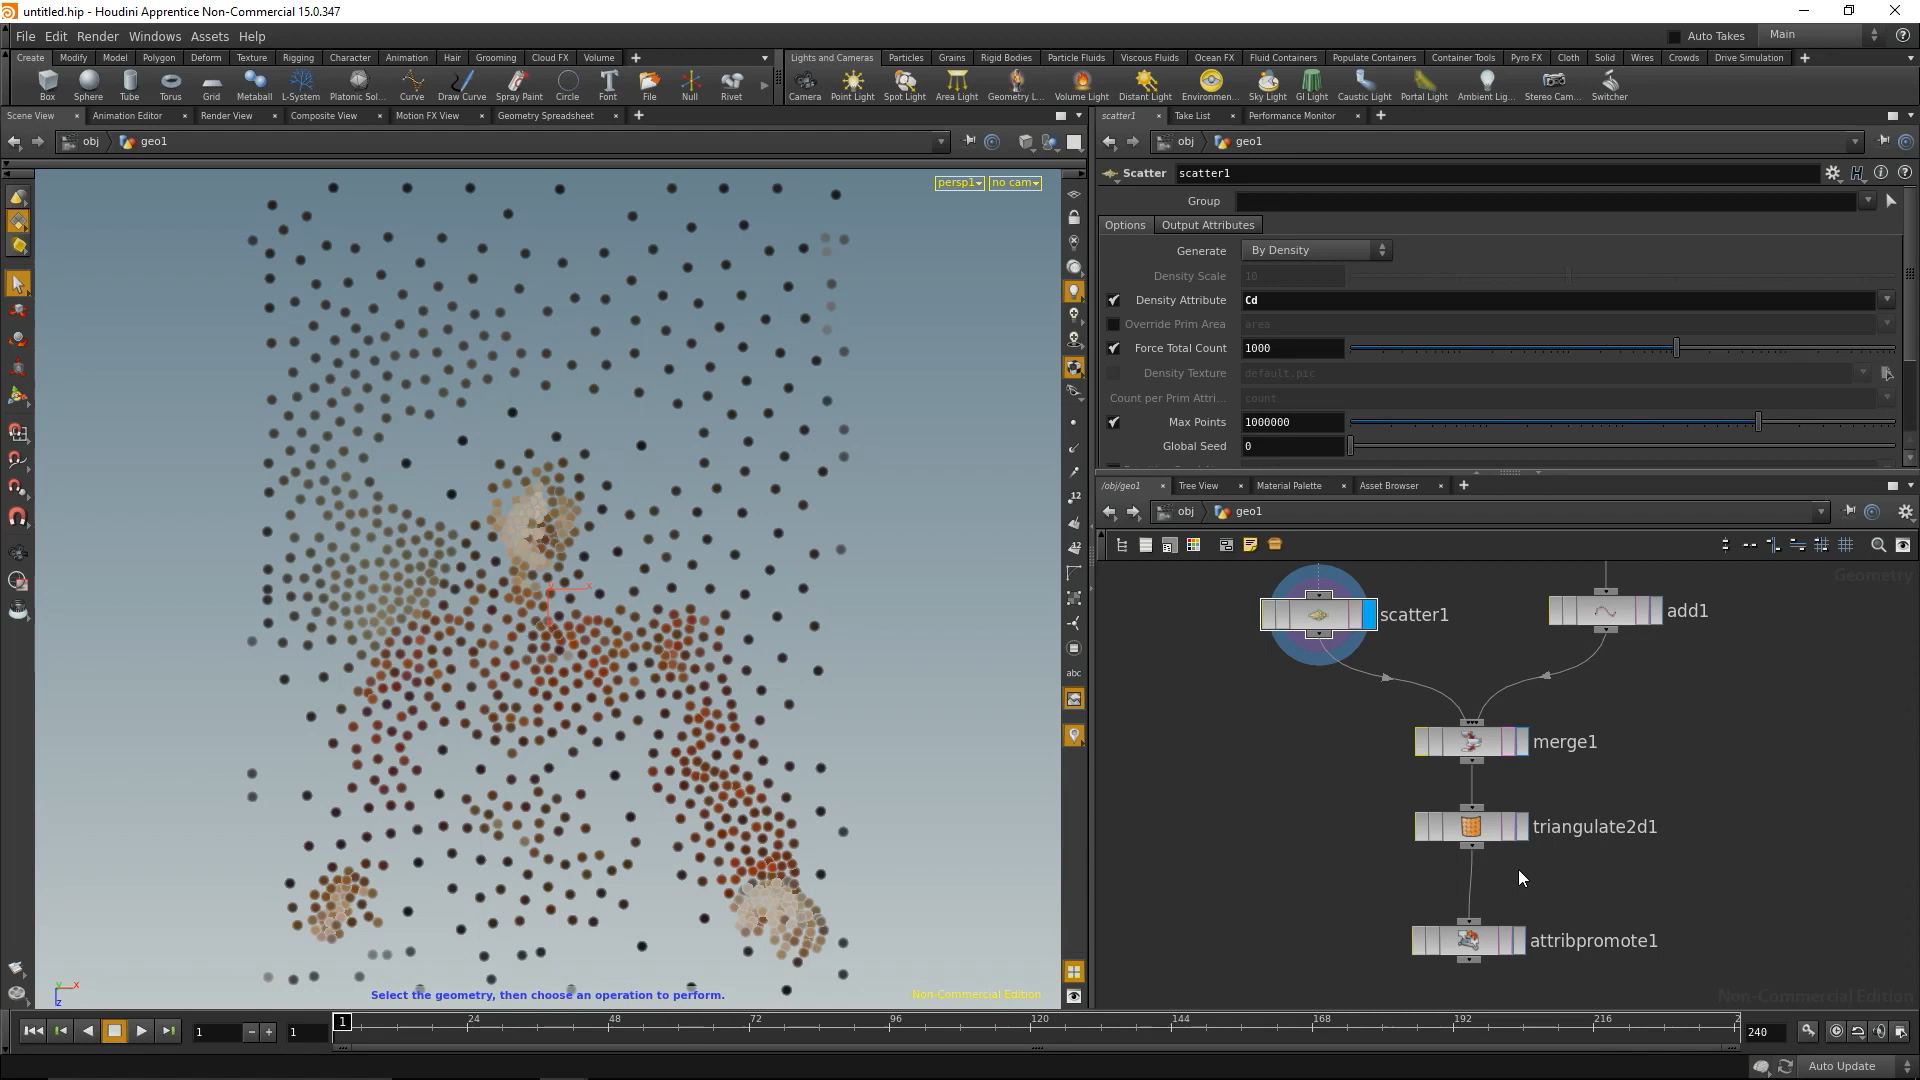 untitled.hip - Houdini Apprentice Non-Commercial 15.0.347
File Edit Render Windows Assets Help
Auto Takes Main
Create Modify Model Polygon Deform Texture Rigging Character Animation Hair Grooming Cloud FX Volume
Lights and Cameras Particles Grains Rigid Bodies Particle Fluids Viscous Fluids Ocean FX Fluid Containers Populate Containers Container Tools Pyro FX Cloth Solid Wires Crowds Drive Simulation
Box Sphere Tube Torus Grid Metaball L-System Platonic Sol... Curve Draw Curve Spray Paint Circle Font File Null Rivet
Camera Point Light Spot Light Area Light Geometry L... Volume Light Distant Light Environmen... Sky Light GI Light Caustic Light Portal Light Ambient Lig... Stereo Cam... Switcher
Scene View Animation Editor Render View Composite View Motion FX View Geometry Spreadsheet
scatter1 Take List Performance Monitor
obj geo1
obj geo1
Scatter scatter1
persp1 no cam
Group
Options Output Attributes
Generate By Density
Density Scale 10
Density Attribute Cd
Override Prim Area area
Force Total Count 1000
Density Texture default.pic
Count per Prim Attri... count
Max Points 1000000
Global Seed 0
/obj/geo1 Tree View Material Palette Asset Browser
obj geo1
Geometry
scatter1
add1
merge1
triangulate2d1
attribpromote1
12
12
abc
x
y
x
z
Select the geometry, then choose an operation to perform.
Non-Commercial Edition
Non-Commercial Edition
1 1 1 24 48 72 96 120 144 168 192 216 2 240
Auto Update